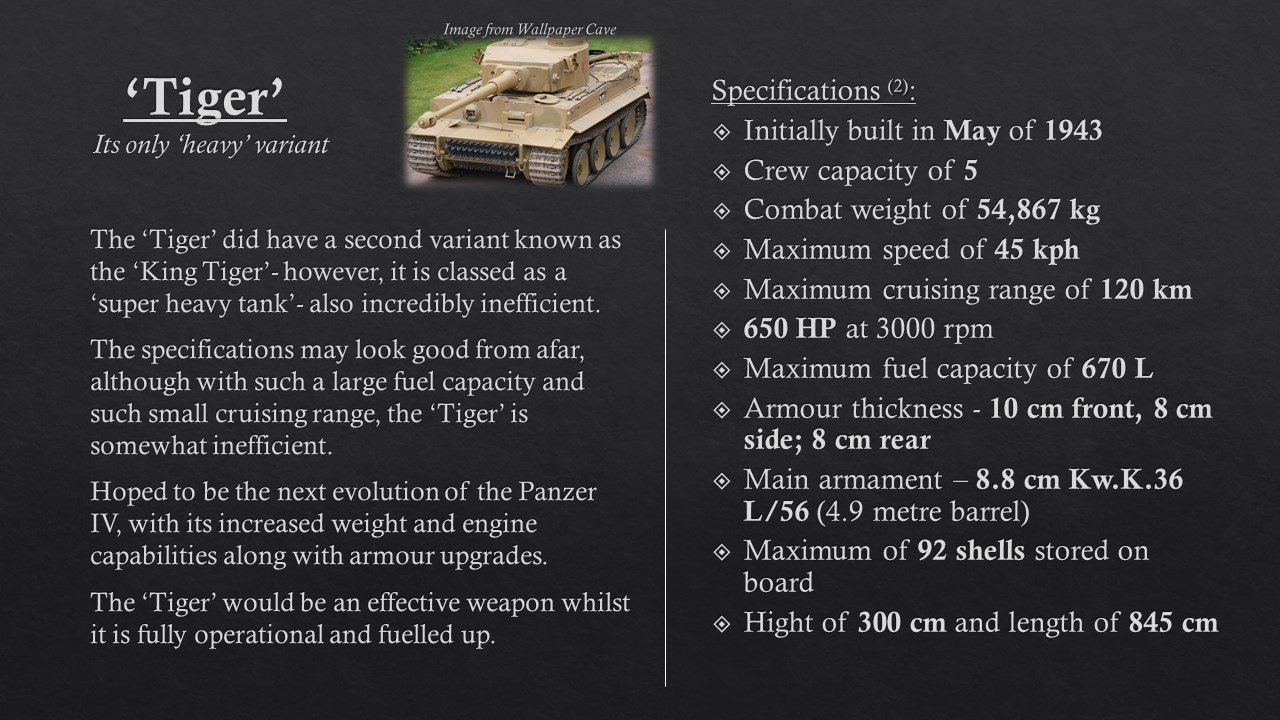 Image from Wallpaper Cave
‘Tiger’
Its only ‘heavy’ variant
The ‘Tiger’ did have a second variant known as
the ‘King Tiger’- however, it is classed as a
‘super heavy tank’- also incredibly inefficient.
The specifications may look good from afar,
although with such a large fuel capacity and
such small cruising range, the ‘Tiger’ is
somewhat inefficient.
Hoped to be the next evolution of the Panzer
IV, with its increased weight and engine
capabilities along with armour upgrades.
The ‘Tiger’ would be an effective weapon whilst
it is fully operational and fuelled up.
Specifications (2):
Initially built in May of 1943
Crew capacity of 5
Combat weight of 54,867 kg
Maximum speed of 45 kph
Maximum cruising range of 120 km
650 HP at 3000 rpm
Maximum fuel capacity of 670 L
Armour thickness - 10 cm front, 8 cm
side; 8 cm rear
Main armament – 8.8 cm Kw.K.36
L/56 (4.9 metre barrel)
Maximum of 92 shells stored on
board
Hight of 300 cm and length of 845 cm